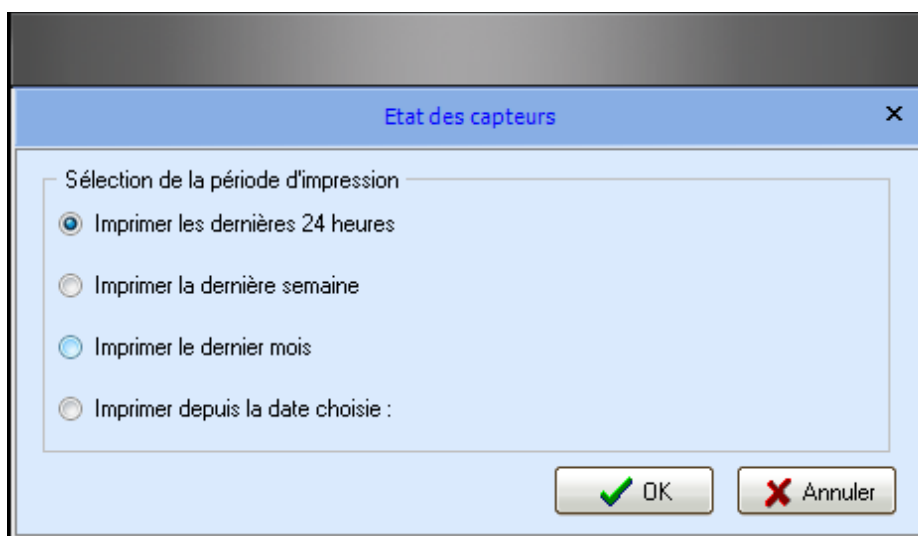 Etat des capteurs
Sélection de la période d'impression
Imprimer les dernières 24 heures
Imprimer la dernière semaine
Imprimer le dernier mois
Imprimer depuis la date choisie :
OK
Annuler